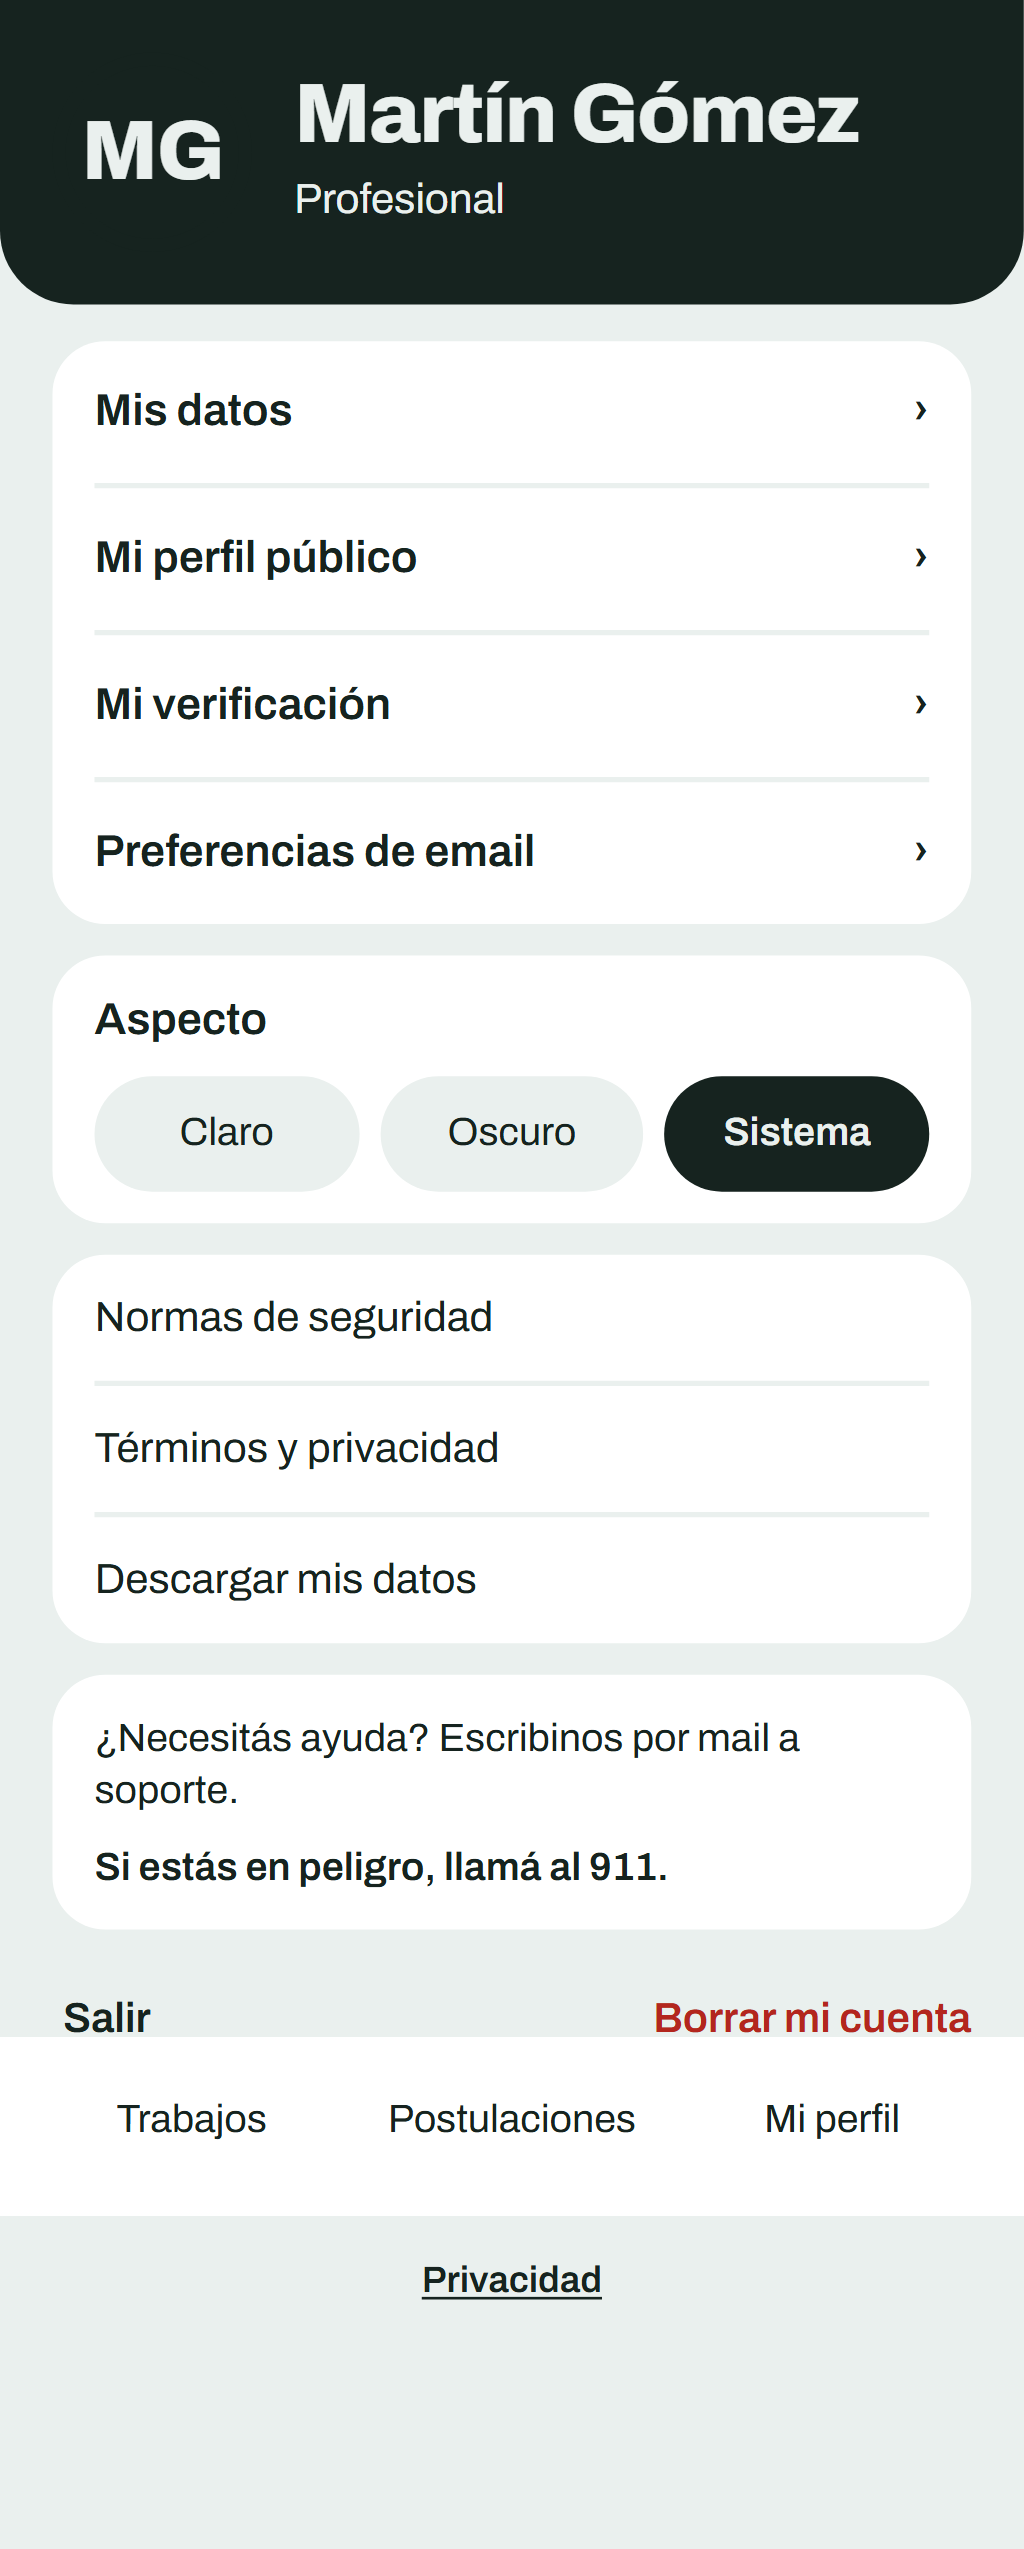 MG
Martín Gómez
Profesional
Mis datos ›
Mi perfil público ›
Mi verificación ›
Preferencias de email ›
Aspecto
Claro Oscuro Sistema
Normas de seguridad
Términos y privacidad
Descargar mis datos
¿Necesitás ayuda? Escribinos por mail a
soporte.
Si estás en peligro, llamá al 911.
Salir Borrar mi cuenta
Trabajos Postulaciones Mi perfil
Privacidad